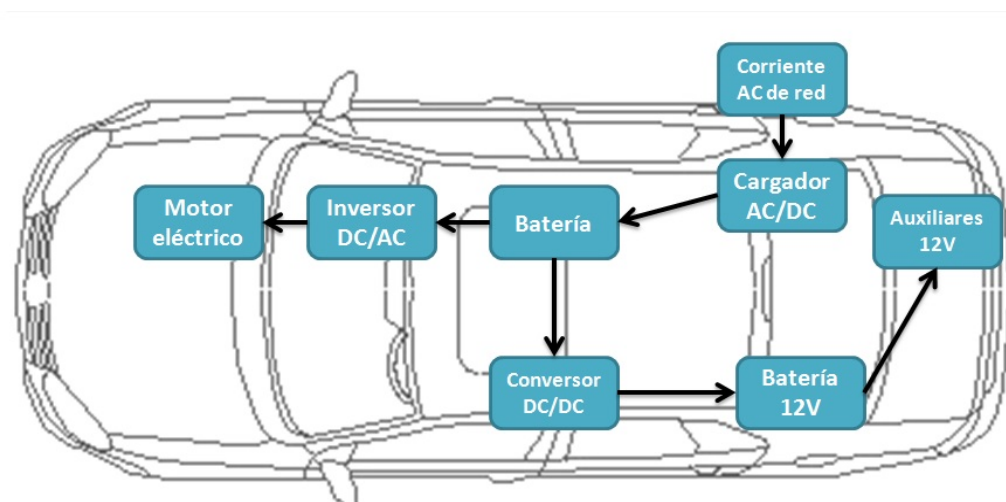 Corriente
AC de red
Cargador
AC/DC
Motor
eléctrico
Inversor
DC/AC
Batería
Auxiliares
12V
Conversor
DC/DC
Batería
12V